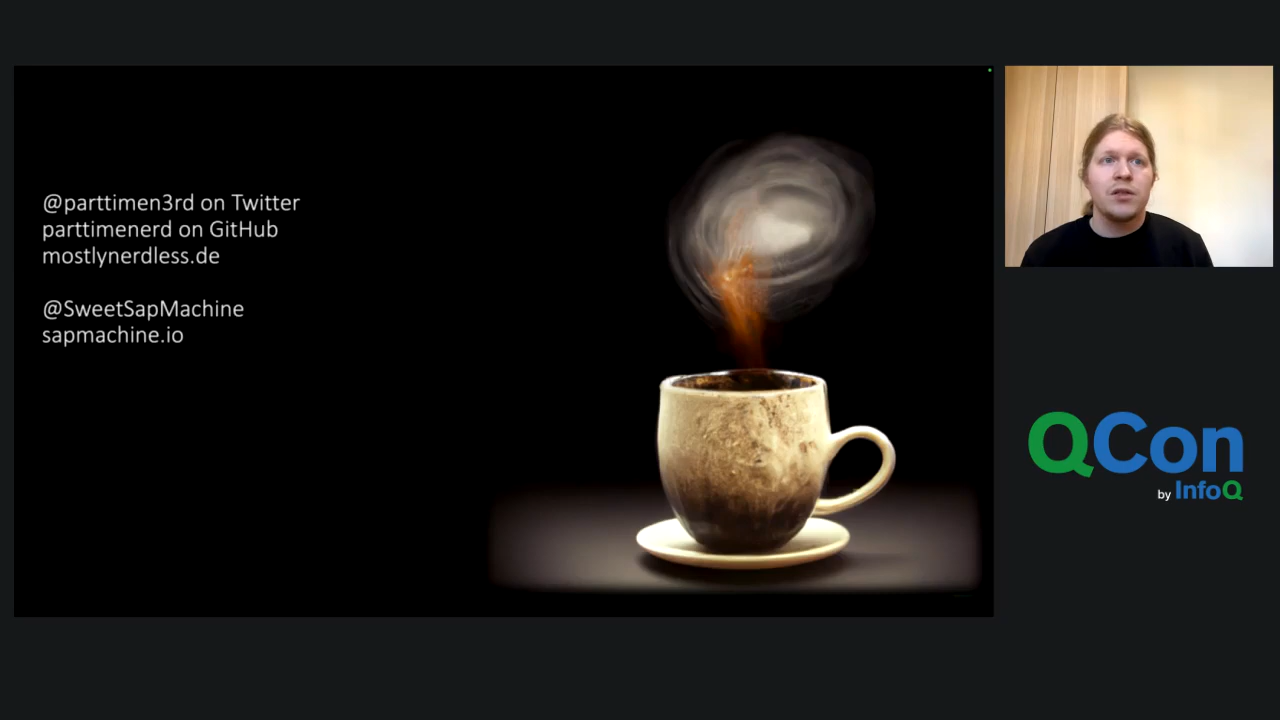 @parttimen3rd on Twitter
parttimenerd on GitHub
mostlynerdless.de
@SweetSapMachine
sapmachine.io
QCon
by InfoQ